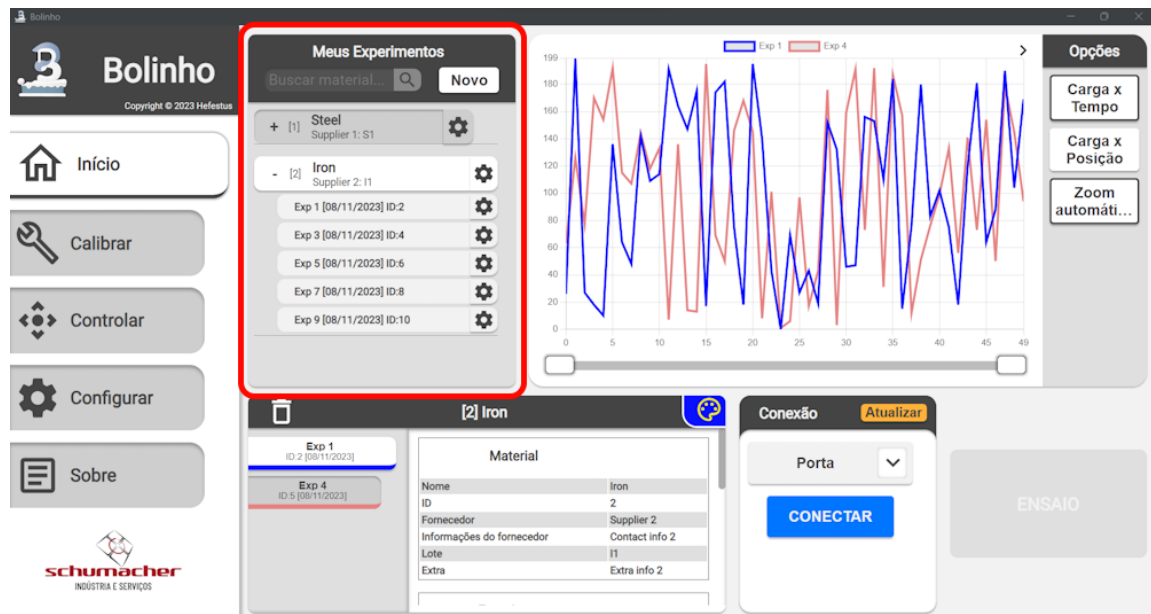 Bolinho
Bolinho
Copyright © 2023 Hefestus
Início
Calibrar
Controlar
Configurar
Sobre
schumacher
INDÚSTRIA E SERVIÇOS
Meus Experimentos
Buscar material...
Novo
+ [1] Steel
Supplier 1: S1
- [2] Iron
Supplier 2: I1
Exp 1 [08/11/2023] ID:2
Exp 3 [08/11/2023] ID:4
Exp 5 [08/11/2023] ID:6
Exp 7 [08/11/2023] ID:8
Exp 9 [08/11/2023] ID:10
Exp 1 Exp 4
199
180
160
140
120
100
80
60
40
20
0
0 5 10 15 20 25 30 35 40 45 49
Opções
Carga x
Tempo
Carga x
Posição
Zoom
automáti...
[2] Iron
Exp 1
ID:2 [08/11/2023]
Exp 4
ID:5 [08/11/2023]
Material
Nome Iron
ID 2
Fornecedor Supplier 2
Informações do fornecedor Contact info 2
Lote I1
Extra Extra info 2
Conexão Atualizar
Porta
CONECTAR
ENSAIO